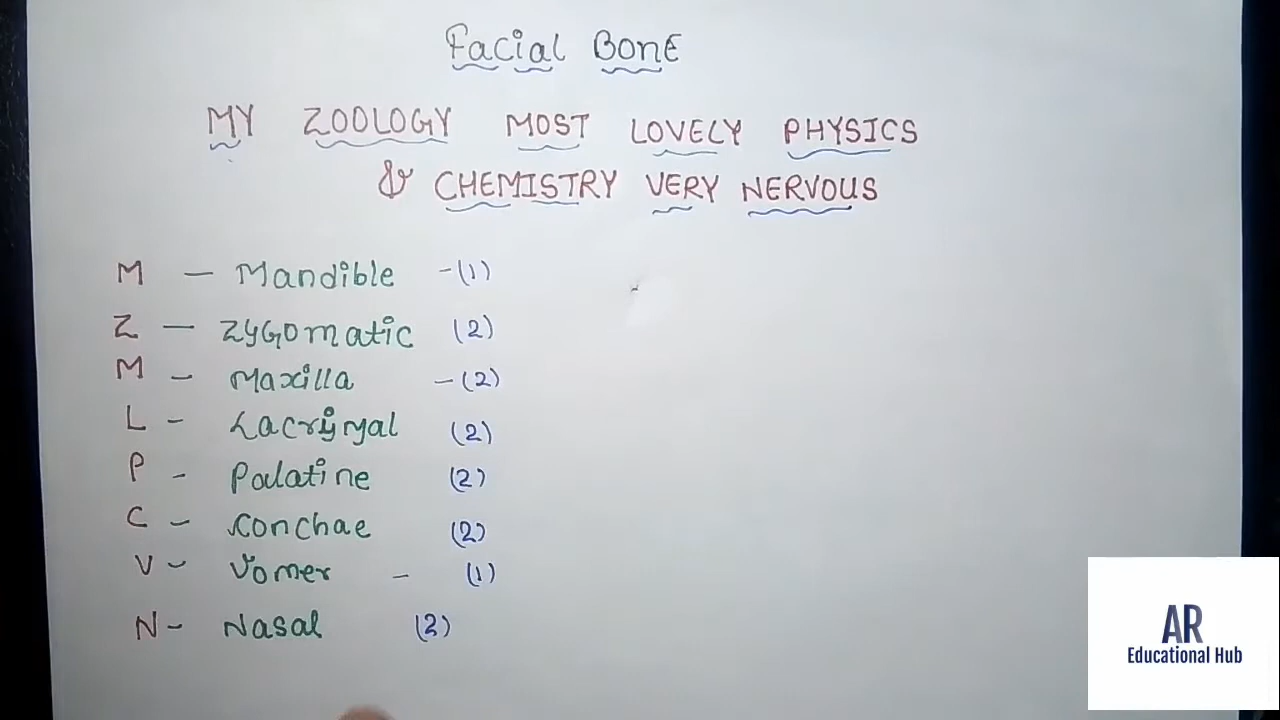 Facial Bone
MY ZOOLOGY MOST LOVELY PHYSICS
& CHEMISTRY VERY NERVOUS
M - Mandible - (1)
Z - Zygomatic (2)
M - Maxilla - (2)
L - Lacrymal (2)
P - Palatine (2)
C - Conchae (2)
V - Vomer - (1)
N - Nasal (2)
AR
Educational Hub